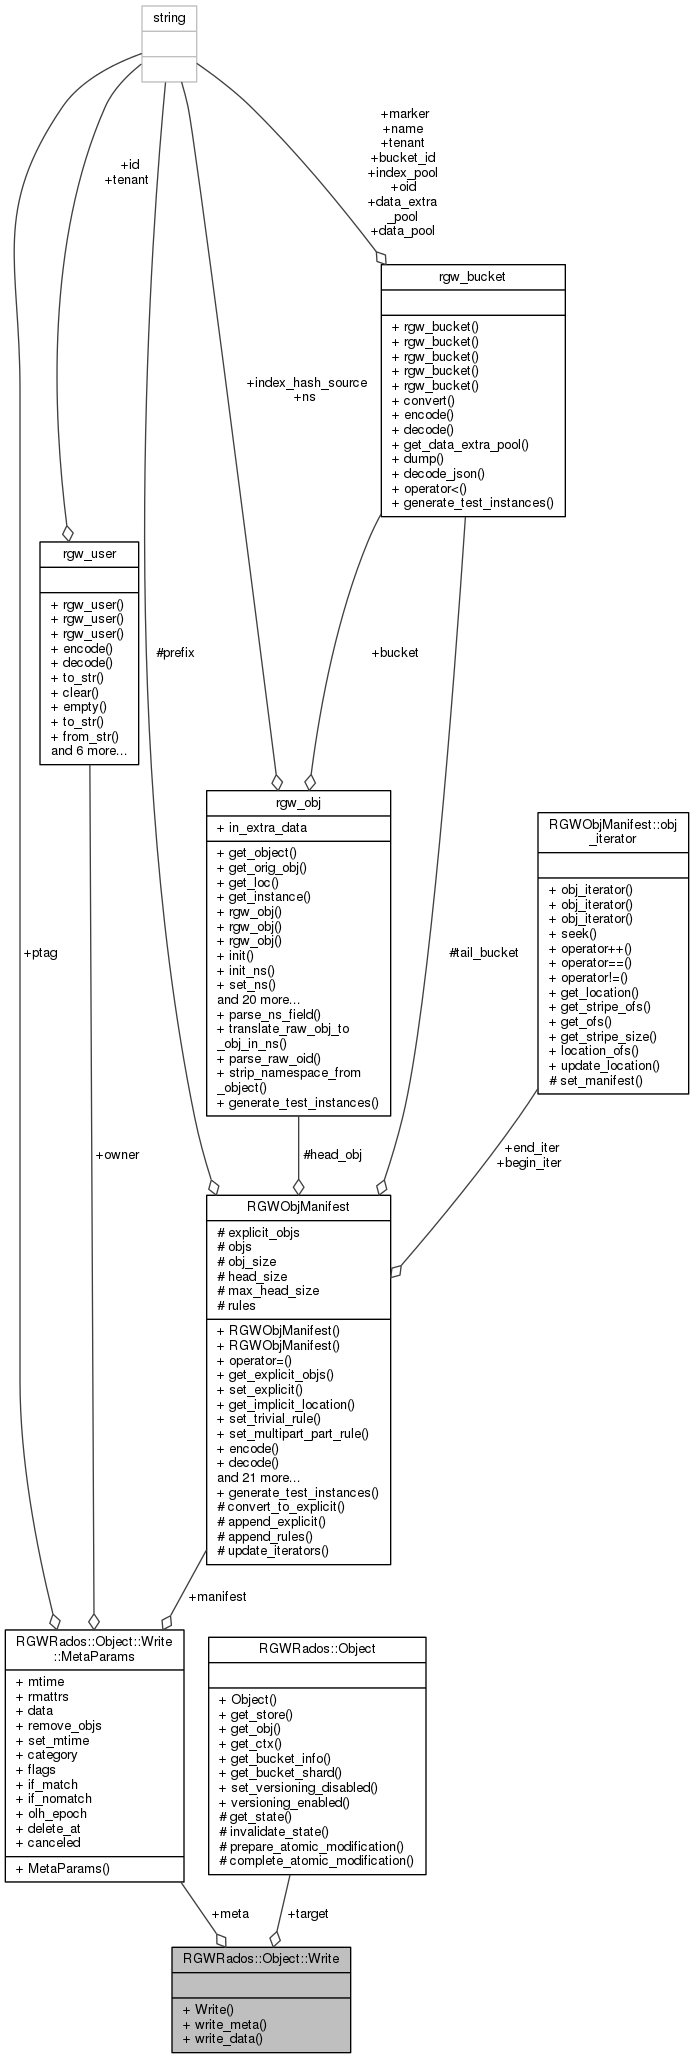 string
+marker
+name
+tenant
+bucket_id
+index_pool
+oid
+data_extra
_pool
+data_pool
+id
+tenant
rgw_bucket
+ rgw_bucket()
+ rgw_bucket()
+ rgw_bucket()
+ rgw_bucket()
+ rgw_bucket()
+ convert()
+ encode()
+ decode()
+ get_data_extra_pool()
+ dump()
+ decode_json()
+ operator<()
+ generate_test_instances()
+index_hash_source
+ns
rgw_user
+ rgw_user()
+ rgw_user()
+ rgw_user()
+ encode()
+ decode()
+ to_str()
+ clear()
+ empty()
+ to_str()
+ from_str()
and 6 more...
#prefix
+bucket
rgw_obj
+ in_extra_data
+ get_object()
+ get_orig_obj()
+ get_loc()
+ get_instance()
+ rgw_obj()
+ rgw_obj()
+ rgw_obj()
+ init()
+ init_ns()
+ set_ns()
and 20 more...
+ parse_ns_field()
+ translate_raw_obj_to
_obj_in_ns()
+ parse_raw_oid()
+ strip_namespace_from
_object()
+ generate_test_instances()
RGWObjManifest::obj
_iterator
+ obj_iterator()
+ obj_iterator()
+ obj_iterator()
+ seek()
+ operator++()
+ operator==()
+ operator!=()
+ get_location()
+ get_stripe_ofs()
+ get_ofs()
+ get_stripe_size()
+ location_ofs()
+ update_location()
# set_manifest()
+ptag
#tail_bucket
+owner
#head_obj
+end_iter
+begin_iter
RGWObjManifest
# explicit_objs
# objs
# obj_size
# head_size
# max_head_size
# rules
+ RGWObjManifest()
+ RGWObjManifest()
+ operator=()
+ get_explicit_objs()
+ set_explicit()
+ get_implicit_location()
+ set_trivial_rule()
+ set_multipart_part_rule()
+ encode()
+ decode()
and 21 more...
+ generate_test_instances()
# convert_to_explicit()
# append_explicit()
# append_rules()
# update_iterators()
+manifest
RGWRados::Object::Write
::MetaParams
+ mtime
+ rmattrs
+ data
+ remove_objs
+ set_mtime
+ category
+ flags
+ if_match
+ if_nomatch
+ olh_epoch
+ delete_at
+ canceled
+ MetaParams()
RGWRados::Object
+ Object()
+ get_store()
+ get_obj()
+ get_ctx()
+ get_bucket_info()
+ get_bucket_shard()
+ set_versioning_disabled()
+ versioning_enabled()
# get_state()
# invalidate_state()
# prepare_atomic_modification()
# complete_atomic_modification()
+meta
+target
RGWRados::Object::Write
+ Write()
+ write_meta()
+ write_data()